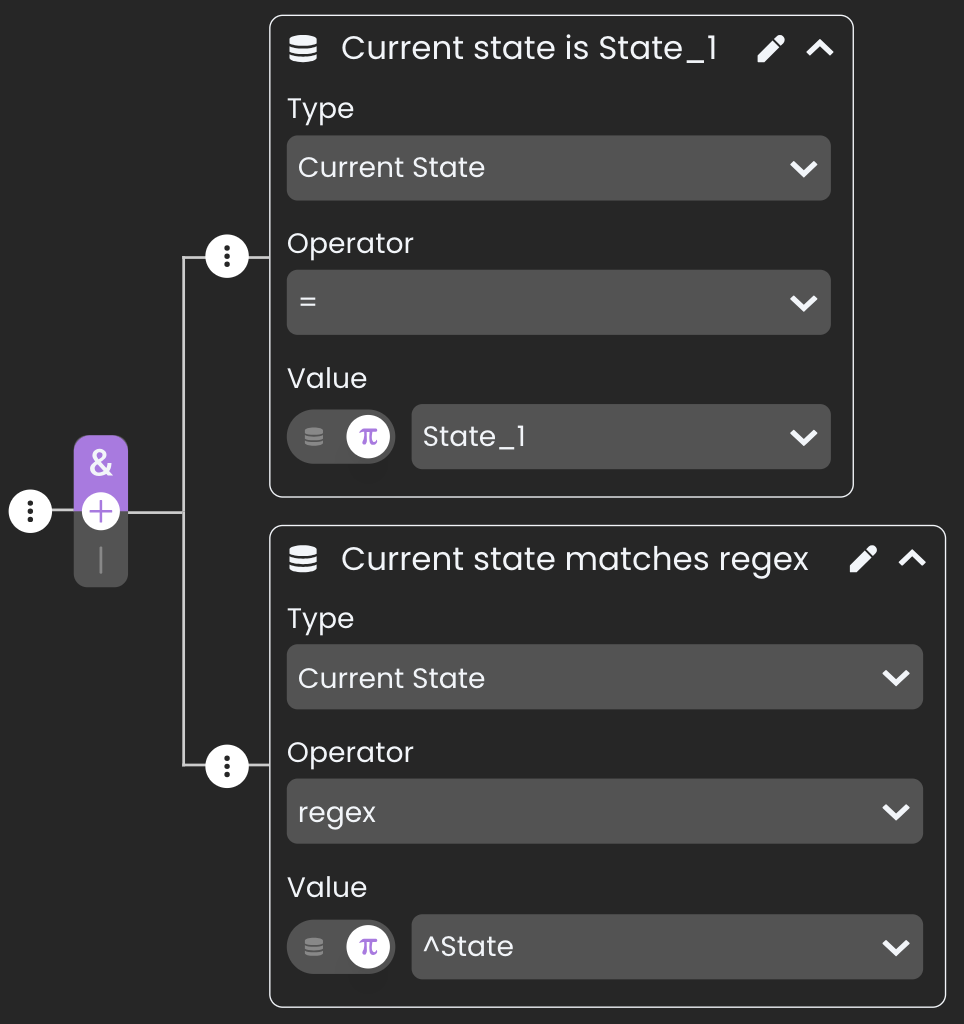 Current state is State_1
Type
Current State
Operator
=
Value
π
State_1
&
|
Current state matches regex
Type
Current State
Operator
regex
Value
π
^State